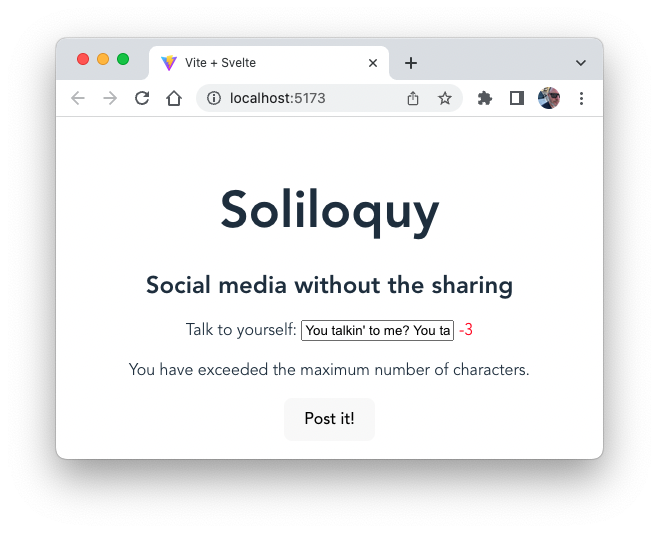 Vite + Svelte
localhost:5173
Soliloquy
Social media without the sharing
Talk to yourself: You talkin' to me? You ta -3
You have exceeded the maximum number of characters.
Post it!